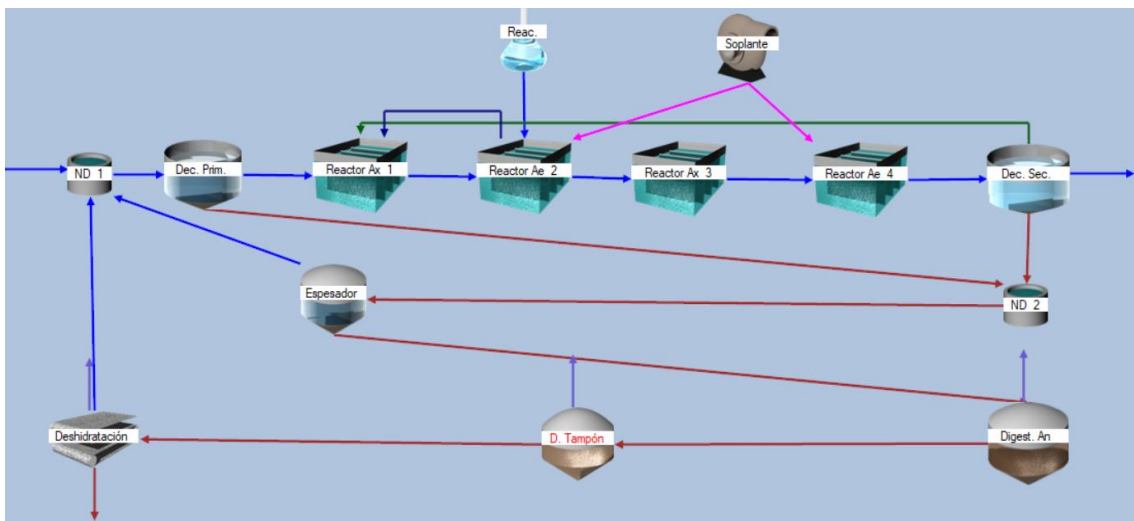 Reac.
Soplante
ND 1
Dec. Prim.
Reactor Ax 1
Reactor Ae 2
Reactor Ax 3
Reactor Ae 4
Dec. Sec.
Espesador
ND 2
Deshidratación
D. Tampón
Digest. An